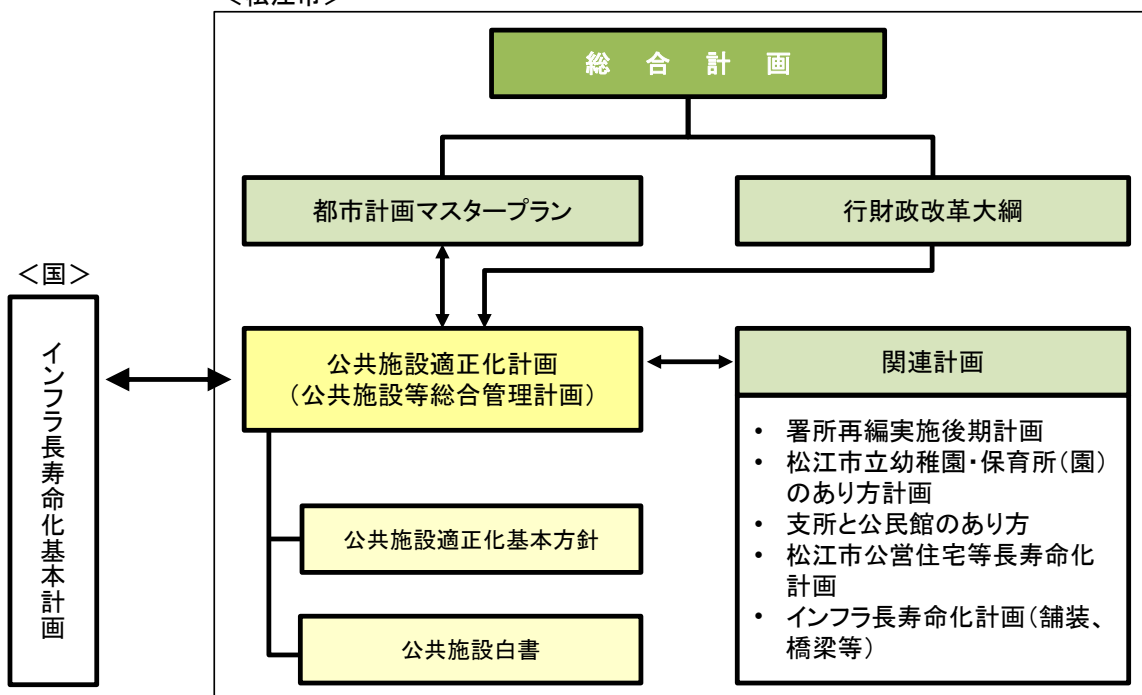 <松江市>
総合計画
都市計画マスタープラン
行財政改革大綱
<国>
インフラ長寿命化基本計画
公共施設適正化計画
(公共施設等総合管理計画)
関連計画
• 署所再編実施後期計画
• 松江市立幼稚園・保育所(園)
のあり方計画
• 支所と公民館のあり方
• 松江市公営住宅等長寿命化
計画
• インフラ長寿命化計画(舗装、
橋梁等)
公共施設適正化基本方針
公共施設白書